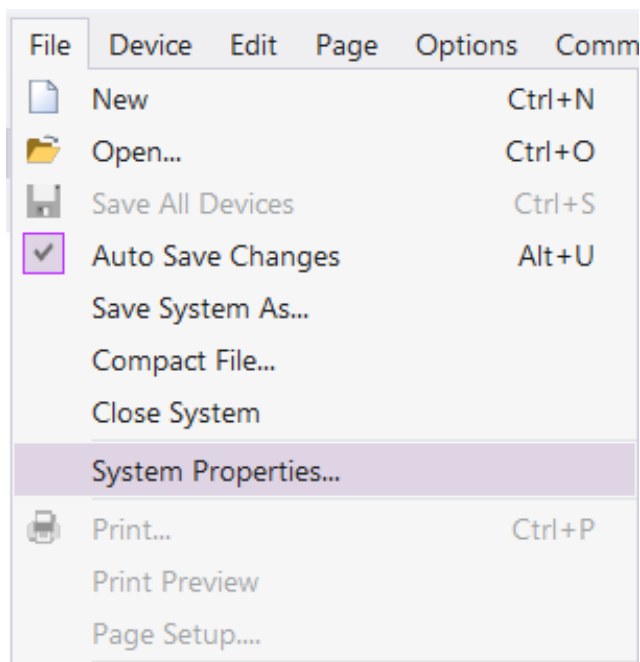 File Device Edit Page Options Comm
New Ctrl+N
Open... Ctrl+O
Save All Devices Ctrl+S
Auto Save Changes Alt+U
Save System As...
Compact File...
Close System
System Properties...
Print... Ctrl+P
Print Preview
Page Setup....